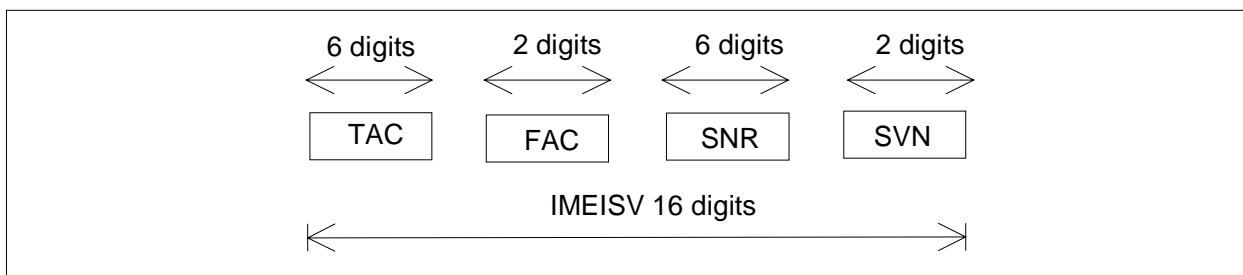 6 digits 2 digits 6 digits 2 digits
TAC FAC SNR SVN
IMEISV 16 digits